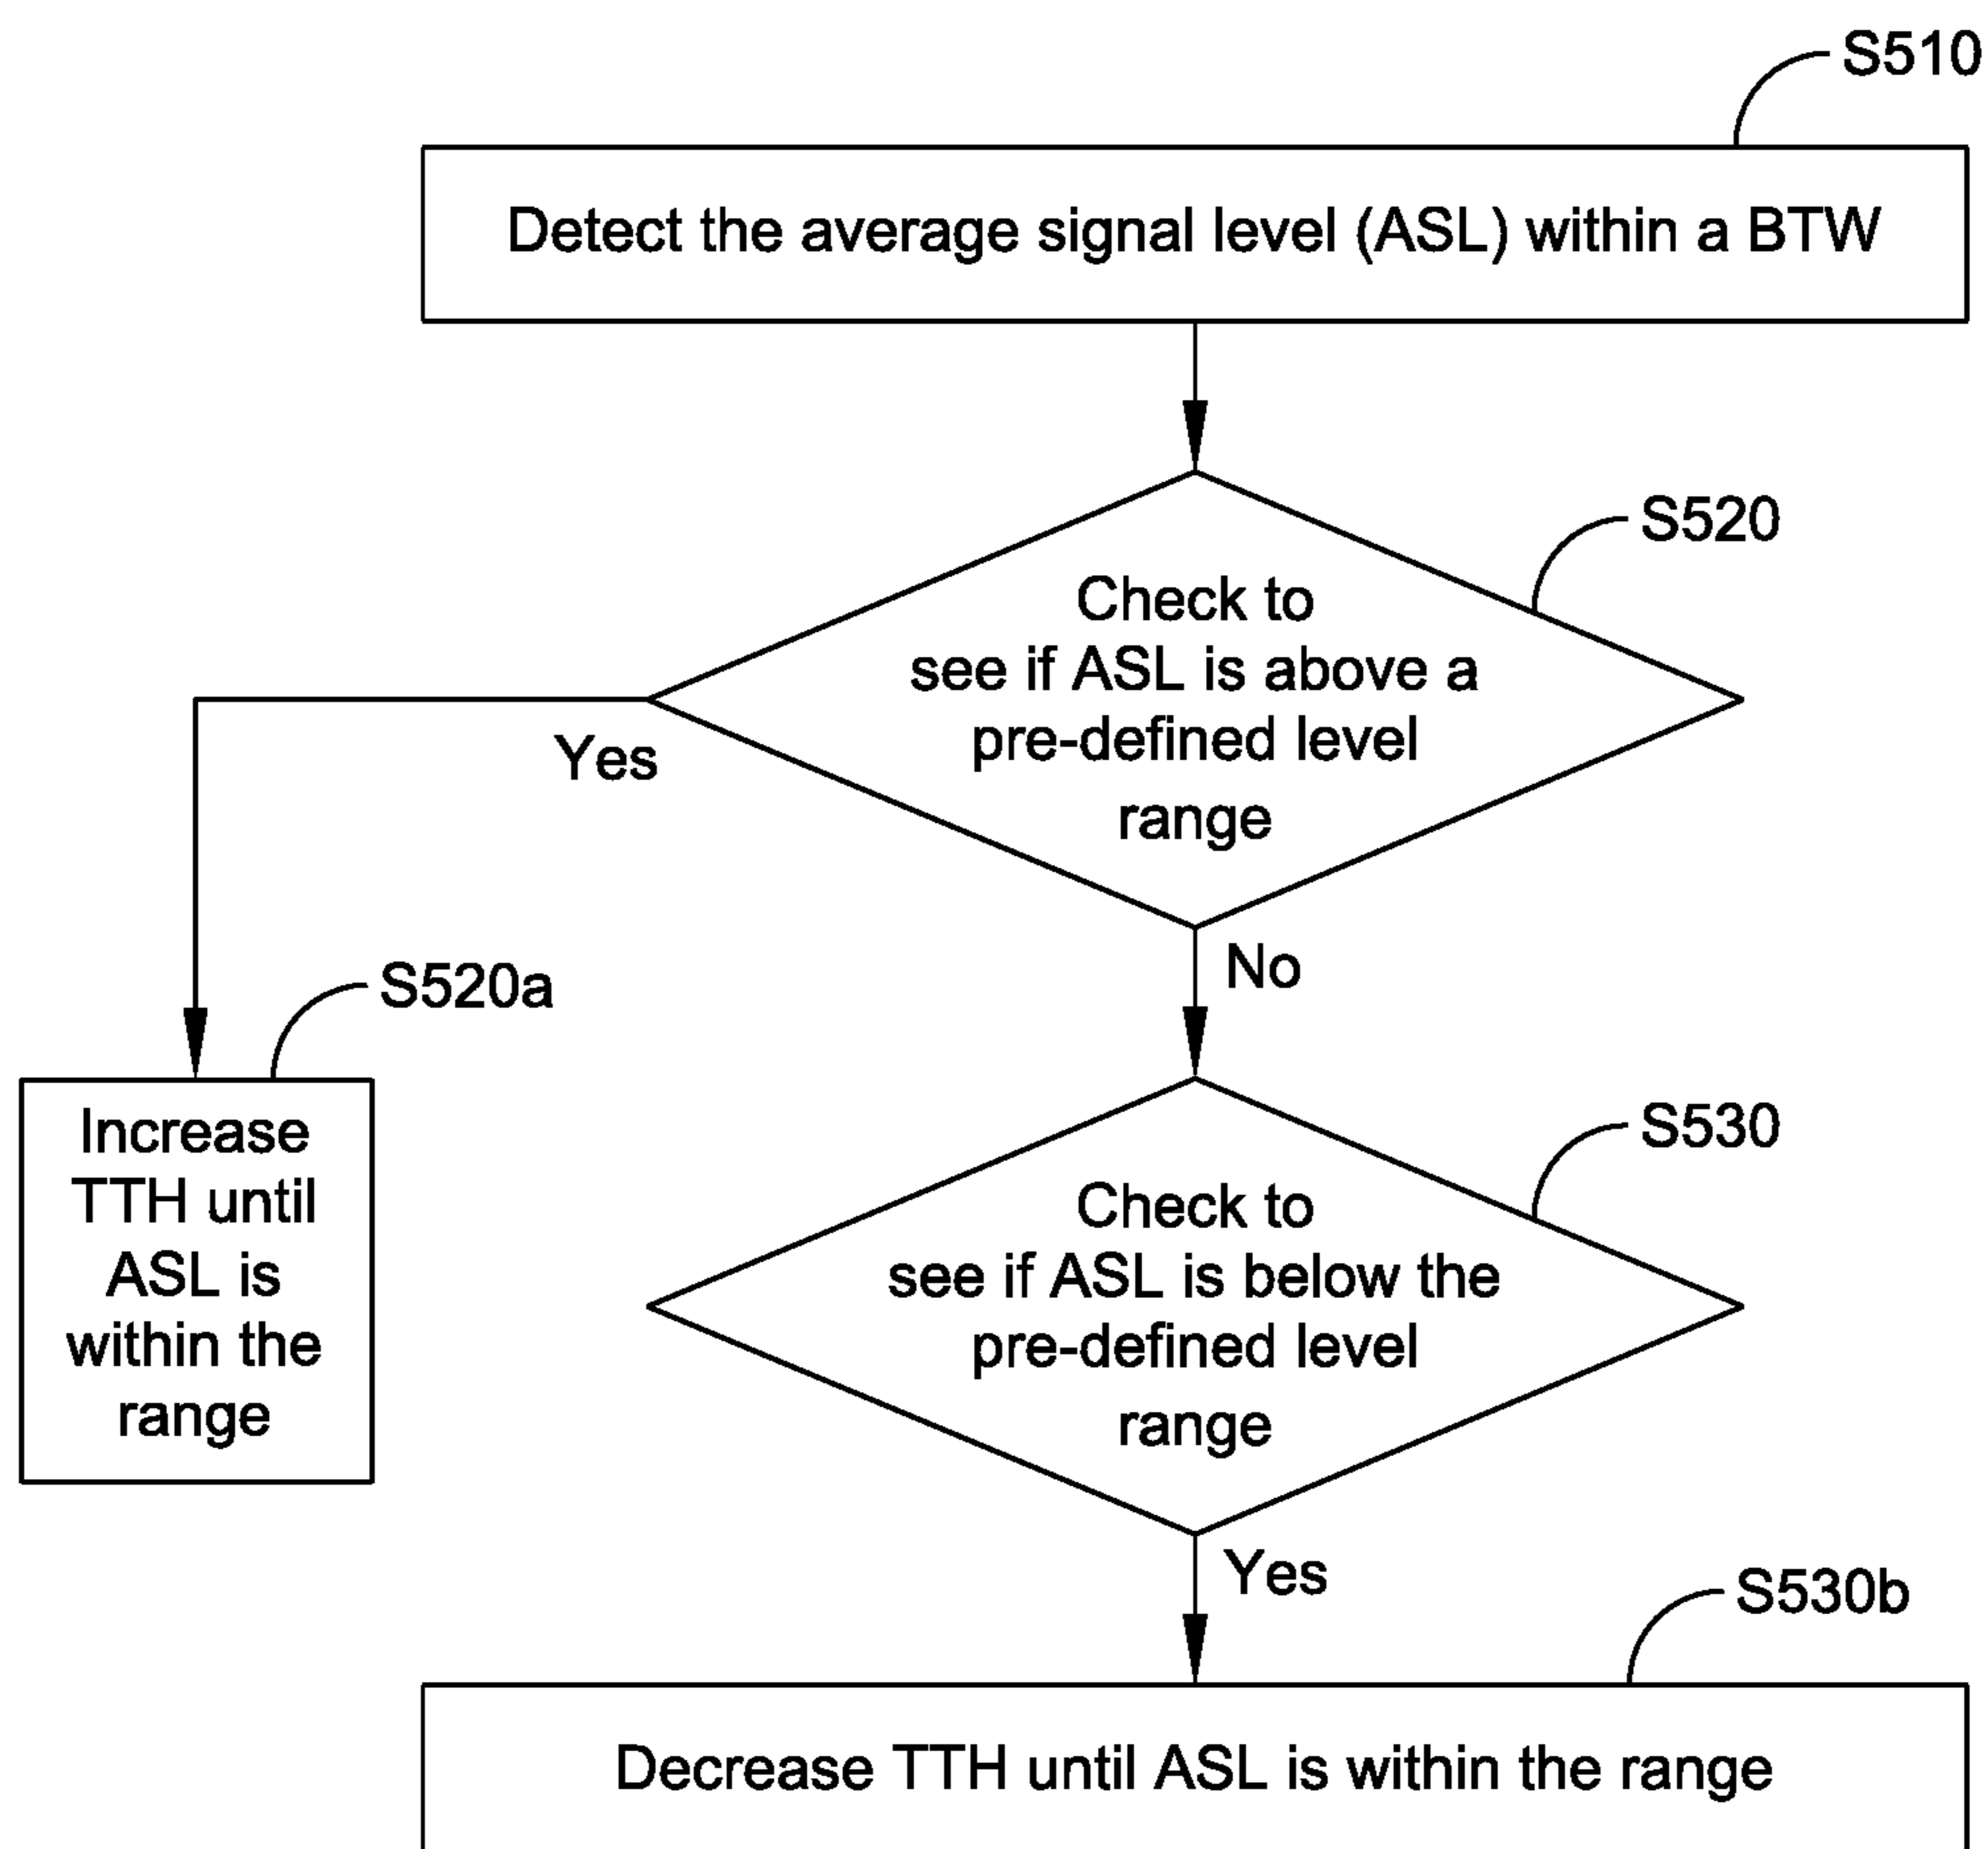 S510
Detect the average signal level (ASL) within a BTW
S520
Check to
see if ASL is above a
pre-defined level
range
Yes
No
S520a
Increase
TTH until
ASL is
within the
range
S530
Check to
see if ASL is below the
pre-defined level
range
Yes
S530b
Decrease TTH until ASL is within the range